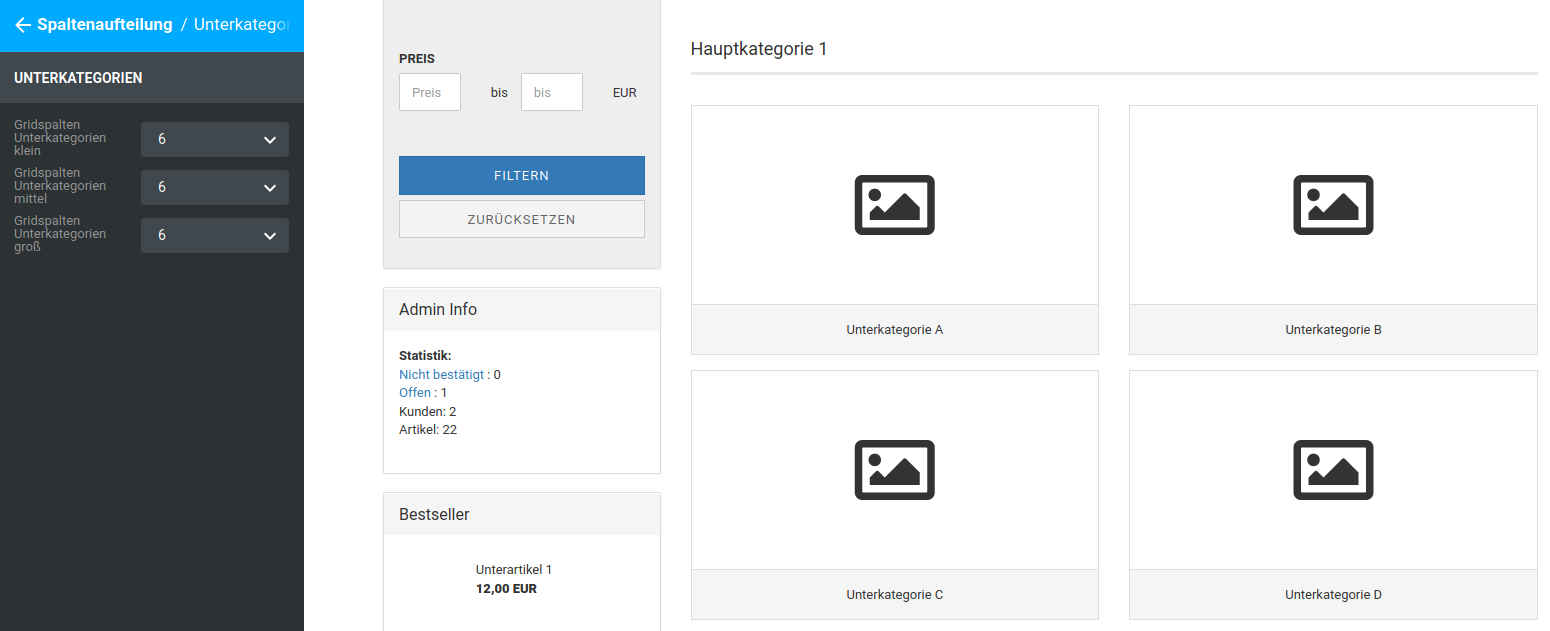 Spaltenaufteilung / Unterkategor
UNTERKATEGORIEN
Gridspalten
Unterkategorien
klein
6
Gridspalten
Unterkategorien
mittel
6
Gridspalten
Unterkategorien
groß
6
PREIS
Preis bis bis EUR
FILTERN
ZURÜCKSETZEN
Admin Info
Statistik:
Nicht bestätigt : 0
Offen : 1
Kunden: 2
Artikel: 22
Bestseller
Unterartikel 1
12,00 EUR
Hauptkategorie 1
Unterkategorie A
Unterkategorie B
Unterkategorie C
Unterkategorie D